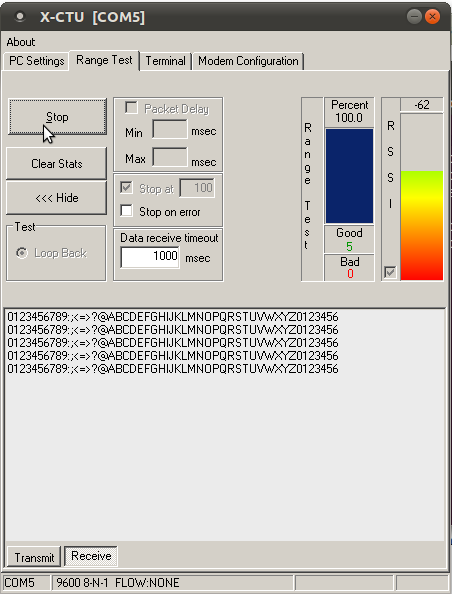 X-CTU [COM5]
About
PC Settings Range Test Terminal Modem Configuration
Stop
Clear Stats
<<< Hide
Test
Loop Back
Packet Delay
Min msec
Max msec
Stop at 100
Stop on error
Data receive timeout
1000 msec
Range Test
Percent
100.0
Good
5
Bad
0
-62
RSSI
0123456789:;<=>?@ABCDEFGHIJKLMNOPQRSTUVWXYZ0123456
0123456789:;<=>?@ABCDEFGHIJKLMNOPQRSTUVWXYZ0123456
0123456789:;<=>?@ABCDEFGHIJKLMNOPQRSTUVWXYZ0123456
0123456789:;<=>?@ABCDEFGHIJKLMNOPQRSTUVWXYZ0123456
0123456789:;<=>?@ABCDEFGHIJKLMNOPQRSTUVWXYZ0123456
Transmit Receive
COM5 9600 8-N-1 FLOW:NONE